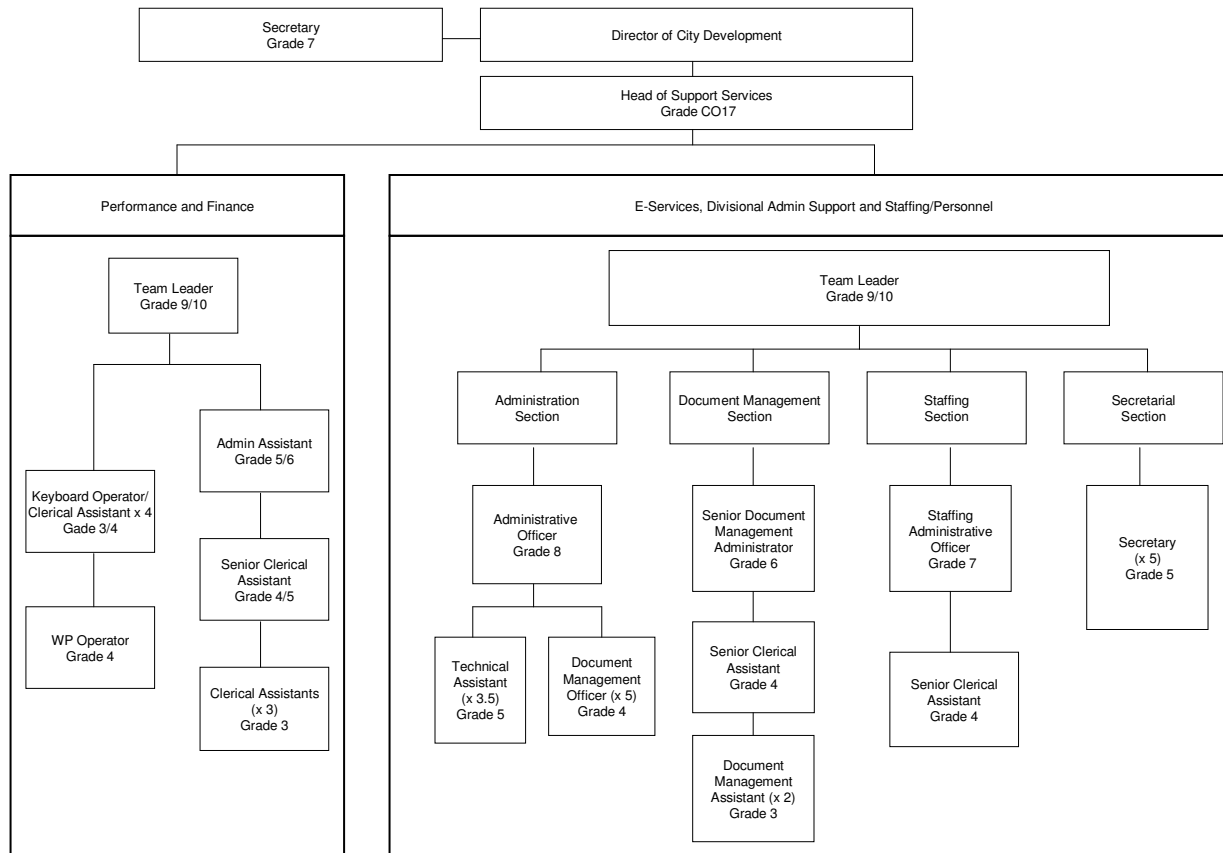 Secretary
Grade 7
Director of City Development
Head of Support Services
Grade CO17
Performance and Finance
E-Services, Divisional Admin Support and Staffing/Personnel
Team Leader
Grade 9/10
Team Leader
Grade 9/10
Keyboard Operator/
Clerical Assistant x 4
Gade 3/4
WP Operator
Grade 4
Admin Assistant
Grade 5/6
Senior Clerical
Assistant
Grade 4/5
Clerical Assistants
(x 3)
Grade 3
Administration
Section
Document Management
Section
Staffing
Section
Secretarial
Section
Administrative
Officer
Grade 8
Senior Document
Management
Administrator
Grade 6
Staffing
Administrative
Officer
Grade 7
Secretary
(x 5)
Grade 5
Technical
Assistant
(x 3.5)
Grade 5
Document
Management
Officer (x 5)
Grade 4
Senior Clerical
Assistant
Grade 4
Senior Clerical
Assistant
Grade 4
Document
Management
Assistant (x 2)
Grade 3